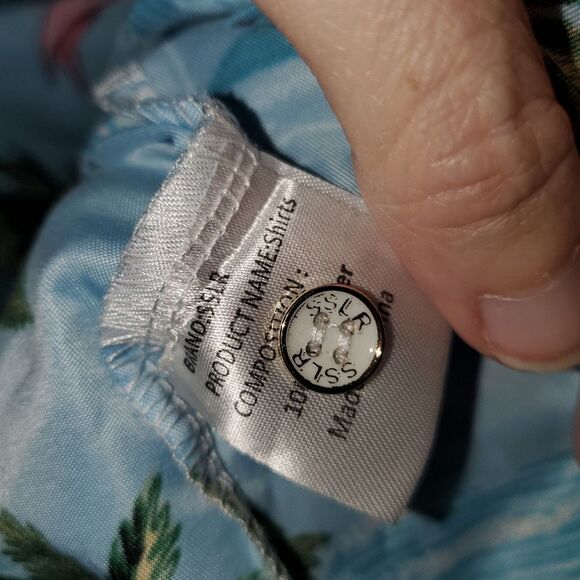 BRAND:SSLR
PRODUCT NAME:Shirts
COMPOSITION:
SSLR
SSLR